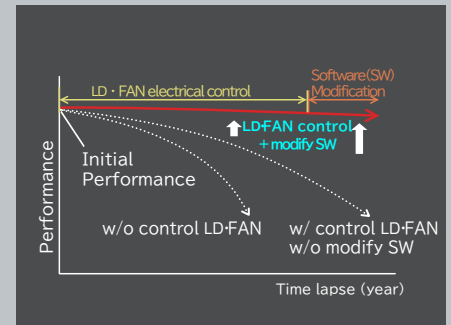 Software(SW)
Modification
LD・FAN electrical control
LD・FAN control
+ modify SW
Initial
Performance
w/o control LD・FAN
w/ control LD・FAN
w/o modify SW
Performance
Time lapse (year)